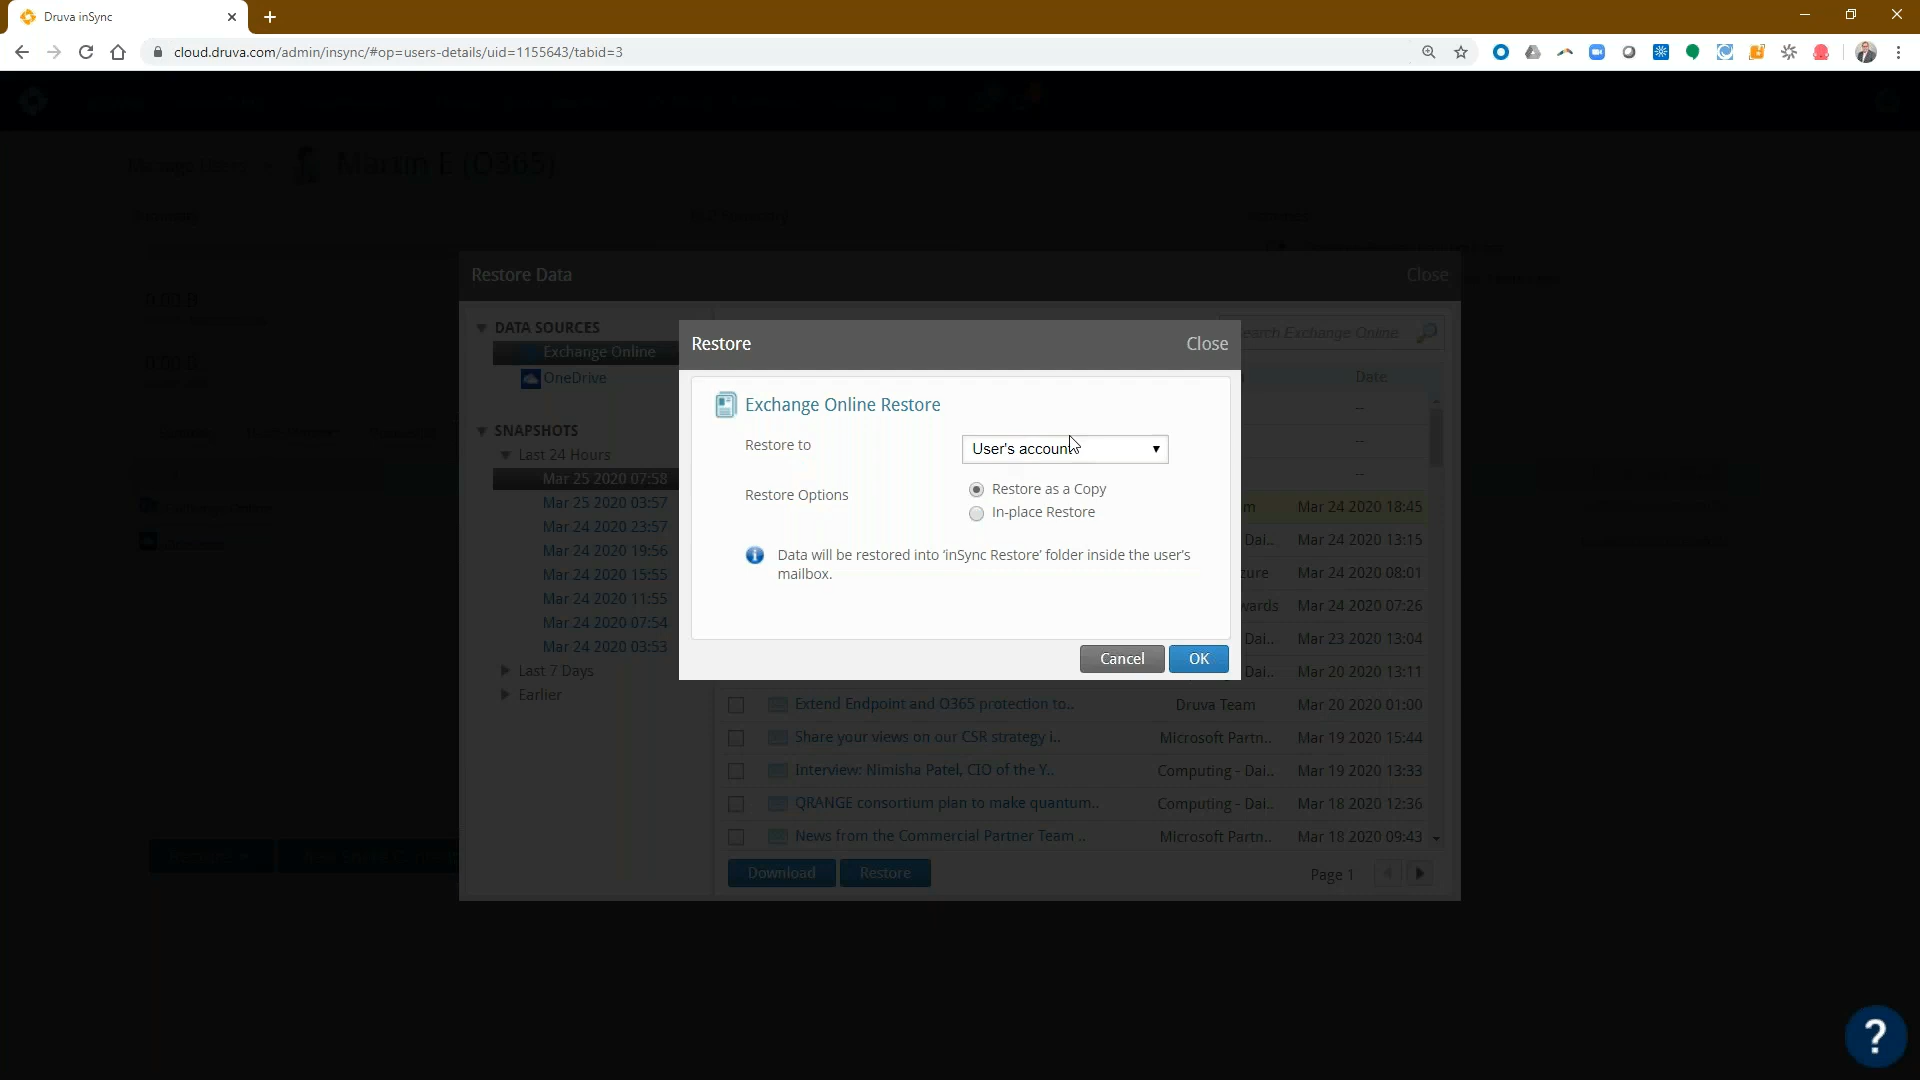 Druva inSync
cloud.druva.com/admin/insync/#op=users-details/uid=1155643/tabid=3
Martin E (O365)
Restore Data
Close
DATA SOURCES
Exchange Online
OneDrive
SNAPSHOTS
Last 24 Hours
Mar 25 2020 07:58
Mar 25 2020 03:57
Mar 24 2020 23:57
Mar 24 2020 19:56
Mar 24 2020 15:55
Mar 24 2020 11:55
Mar 24 2020 07:54
Mar 24 2020 03:53
Last 7 Days
Earlier
Restore
Close
Exchange Online Restore
Restore to
User's account
Restore Options
Restore as a Copy
In-place Restore
Data will be restored into 'inSync Restore' folder inside the user's
mailbox.
Cancel
OK
Exchange Online
Date
--
--
--
Mar 24 2020 18:45
Dai.. Mar 24 2020 13:15
Mar 24 2020 08:01
Mar 24 2020 07:26
Dai.. Mar 23 2020 13:04
Dai.. Mar 20 2020 13:11
Extend Endpoint and O365 protection to.. Druva Team Mar 20 2020 01:00
Share your views on our CSR strategy i.. Microsoft Partn.. Mar 19 2020 15:44
Interview: Nimisha Patel, CIO of the Y.. Computing - Dai.. Mar 19 2020 13:33
QRANGE consortium plan to make quantum.. Computing - Dai.. Mar 18 2020 12:36
News from the Commercial Partner Team .. Microsoft Partn.. Mar 18 2020 09:43
Download
Restore
Page 1
?